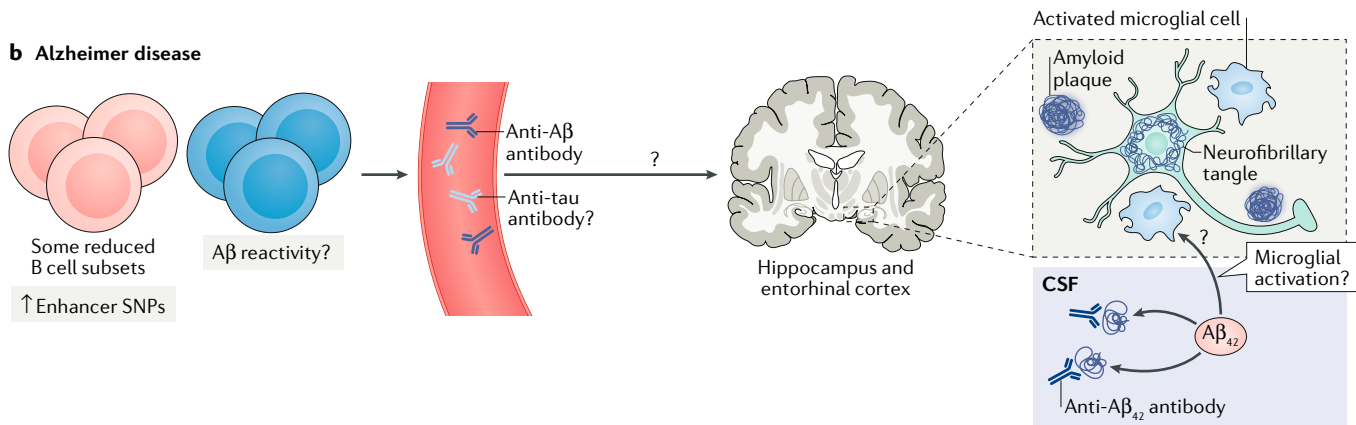 b Alzheimer disease
Some reduced
B cell subsets
↑ Enhancer SNPs
Aβ reactivity?
Anti-Aβ
antibody
Anti-tau
antibody?
?
Hippocampus and
entorhinal cortex
Activated microglial cell
Amyloid
plaque
Neurofibrillary
tangle
?
Microglial
activation?
CSF
Aβ₄₂
Anti-Aβ₄₂ antibody